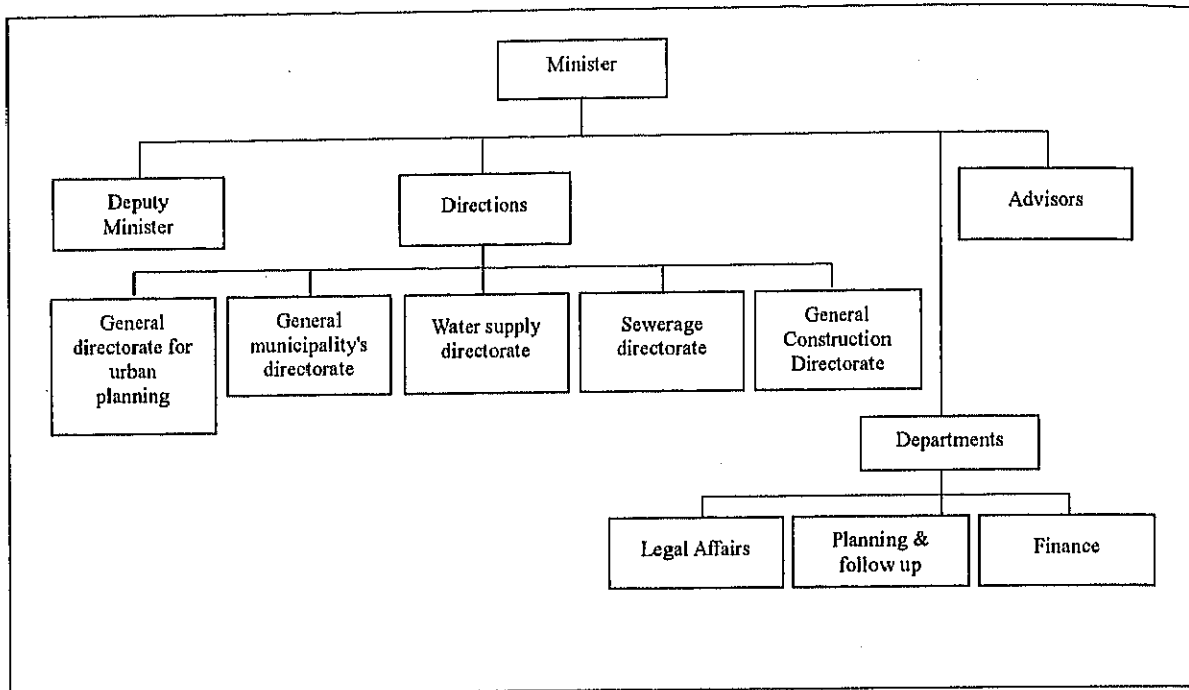 Minister
Deputy
Minister
Directions
Advisors
General
directorate for
urban
planning
General
municipality's
directorate
Water supply
directorate
Sewerage
directorate
General
Construction
Directorate
Departments
Legal Affairs
Planning &
follow up
Finance